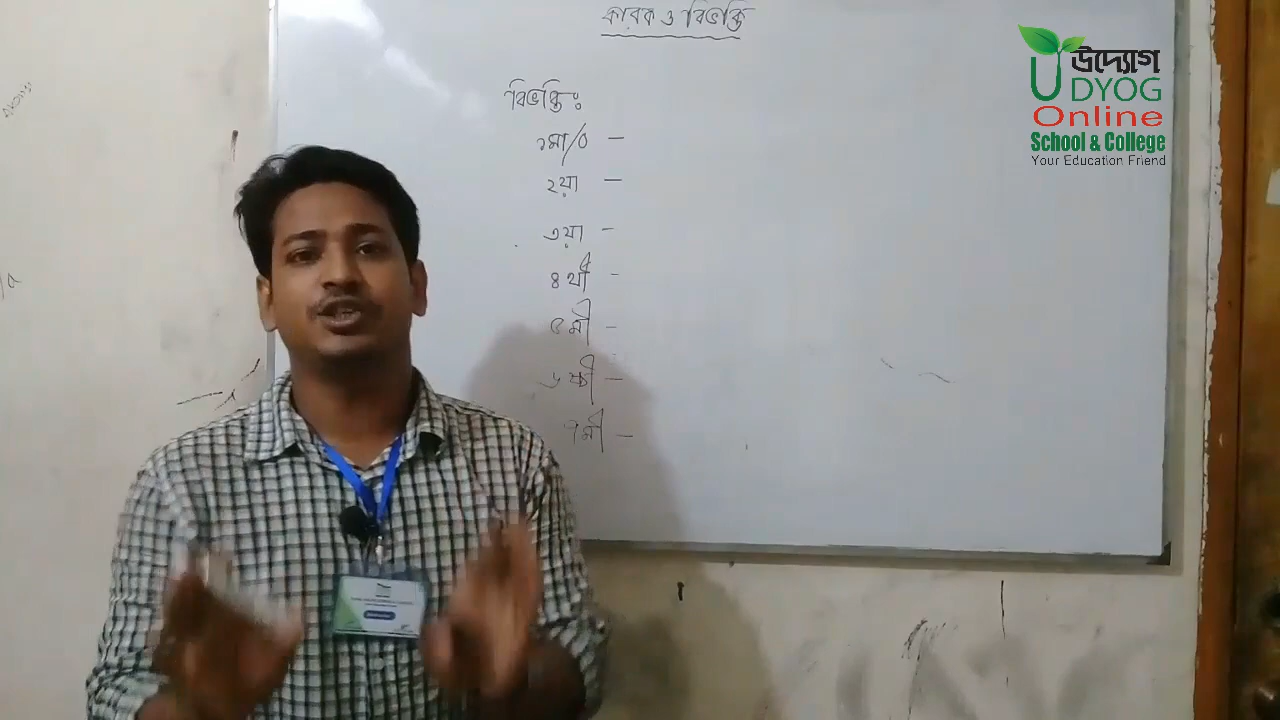 কারক ও বিভক্তি
বিভক্তিঃ
১মা/০ –
২য়া –
৩য়া –
৪র্থী –
৫মী –
৬ষ্ঠী –
৭মী –
উদ্যোগ
UDYOG
Online
School & College
Your Education Friend